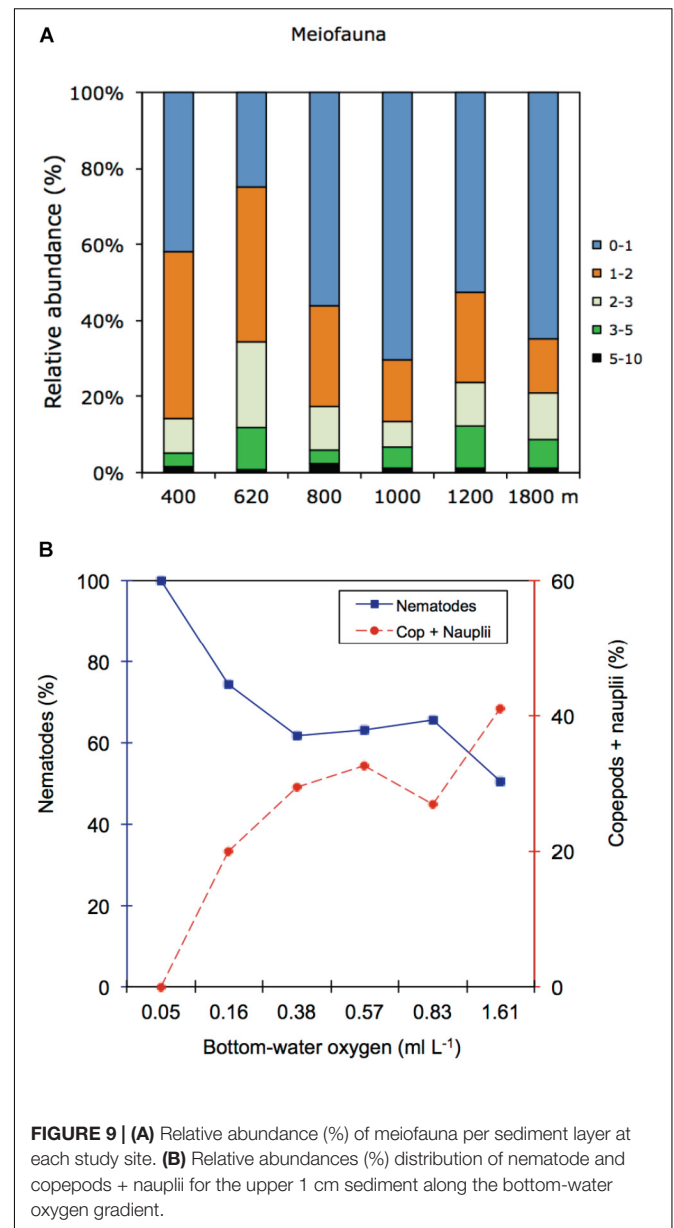 A
Meiofauna
Relative abundance (%)
100%
80%
60%
40%
20%
0%
400 620 800 1000 1200 1800 m
0-1
1-2
2-3
3-5
5-10
B
Nematodes (%)
100
80
60
40
20
0
Nematodes
Cop + Nauplii
60
40
20
0
Copepods + nauplii (%)
0.05 0.16 0.38 0.57 0.83 1.61
Bottom-water oxygen (ml L⁻¹)
FIGURE 9 | (A) Relative abundance (%) of meiofauna per sediment layer at
each study site. (B) Relative abundances (%) distribution of nematode and
copepods + nauplii for the upper 1 cm sediment along the bottom-water
oxygen gradient.